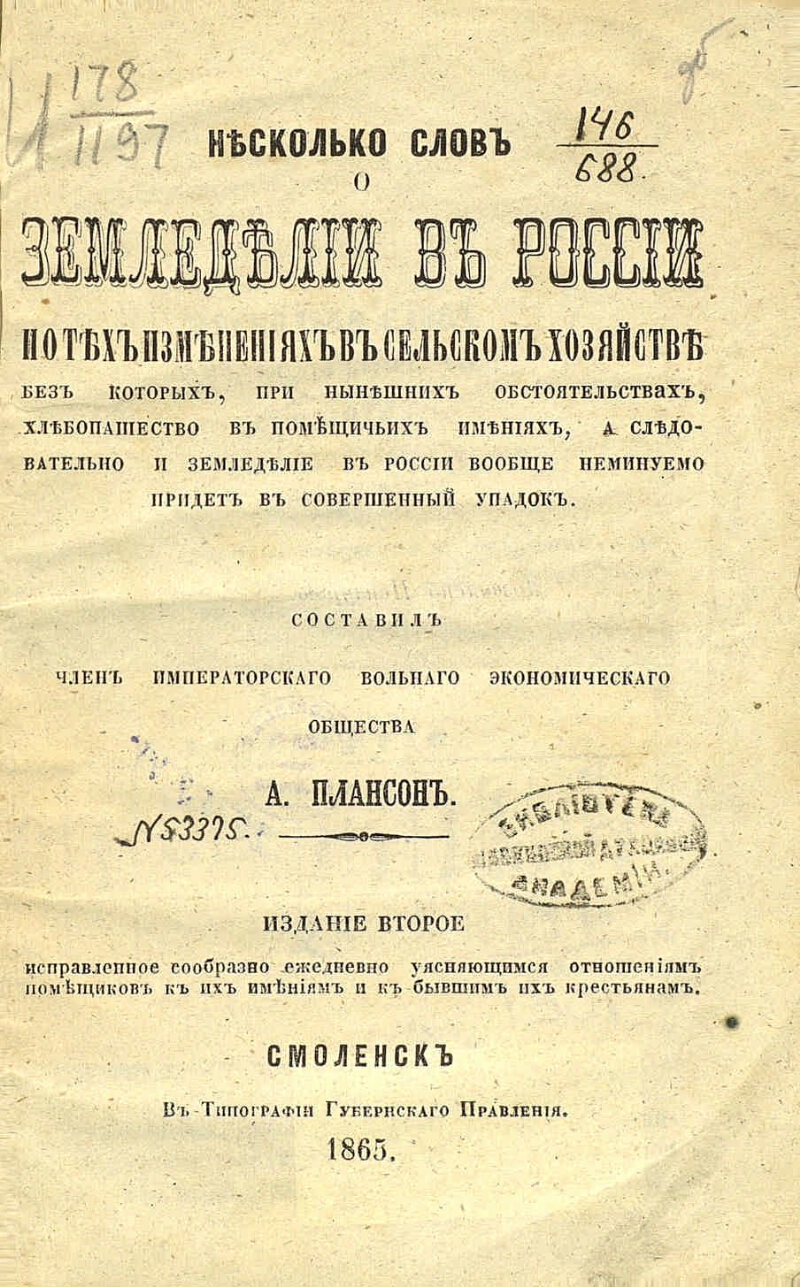 178
1197
НѢСКОЛЬКО СЛОВЪ
146
688.
О
ЗЕМЛЕДѢЛІИ ВЪ РОССІИ
И О ТѢХЪ ИЗМѢНЕНІЯХЪ ВЪ СЕЛЬСКОМЪ ХОЗЯЙСТВѢ
БЕЗЪ КОТОРЫХЪ, ПРИ НЫНѢШНИХЪ ОБСТОЯТЕЛЬСТВАХЪ,
ХЛѢБОПАШЕСТВО ВЪ ПОМѢЩИЧЬИХЪ ИМѢНІЯХЪ, А СЛѢДО-
ВАТЕЛЬНО И ЗЕМЛЕДѢЛІЕ ВЪ РОССІИ ВООБЩЕ НЕМИНУЕМО
ПРИДЕТЪ ВЪ СОВЕРШЕННЫЙ УПАДОКЪ.
СОСТАВИЛЪ
ЧЛЕНЪ ИМПЕРАТОРСКАГО ВОЛЬНАГО ЭКОНОМИЧЕСКАГО
ОБЩЕСТВА
А. ПЛАНСОНЪ.
ИЗДАНІЕ ВТОРОЕ
исправленное сообразно ежедневно уясняющимся отношеніямъ
помѣщиковъ къ ихъ имѣніямъ и къ бывшимъ ихъ крестьянамъ.
СМОЛЕНСКЪ
Въ Типографіи Губернскаго Правленія.
1865.